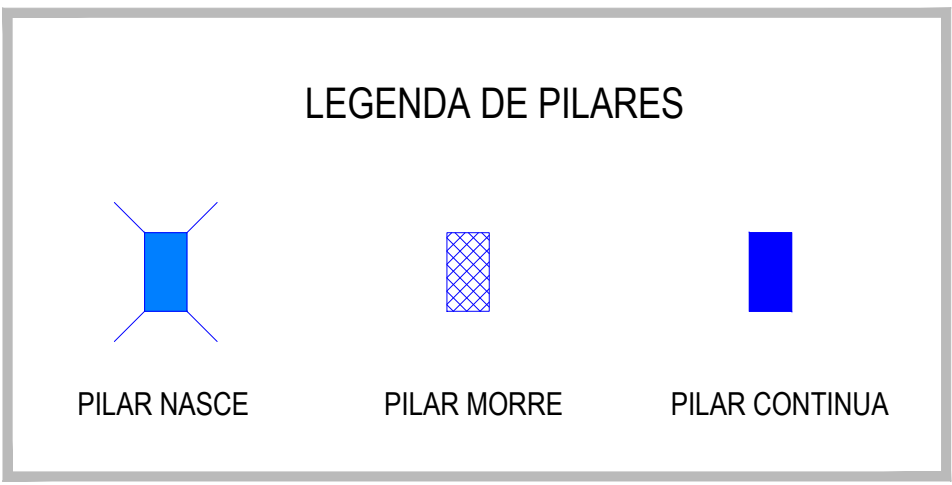 LEGENDA DE PILARES
PILAR NASCE
PILAR MORRE
PILAR CONTINUA